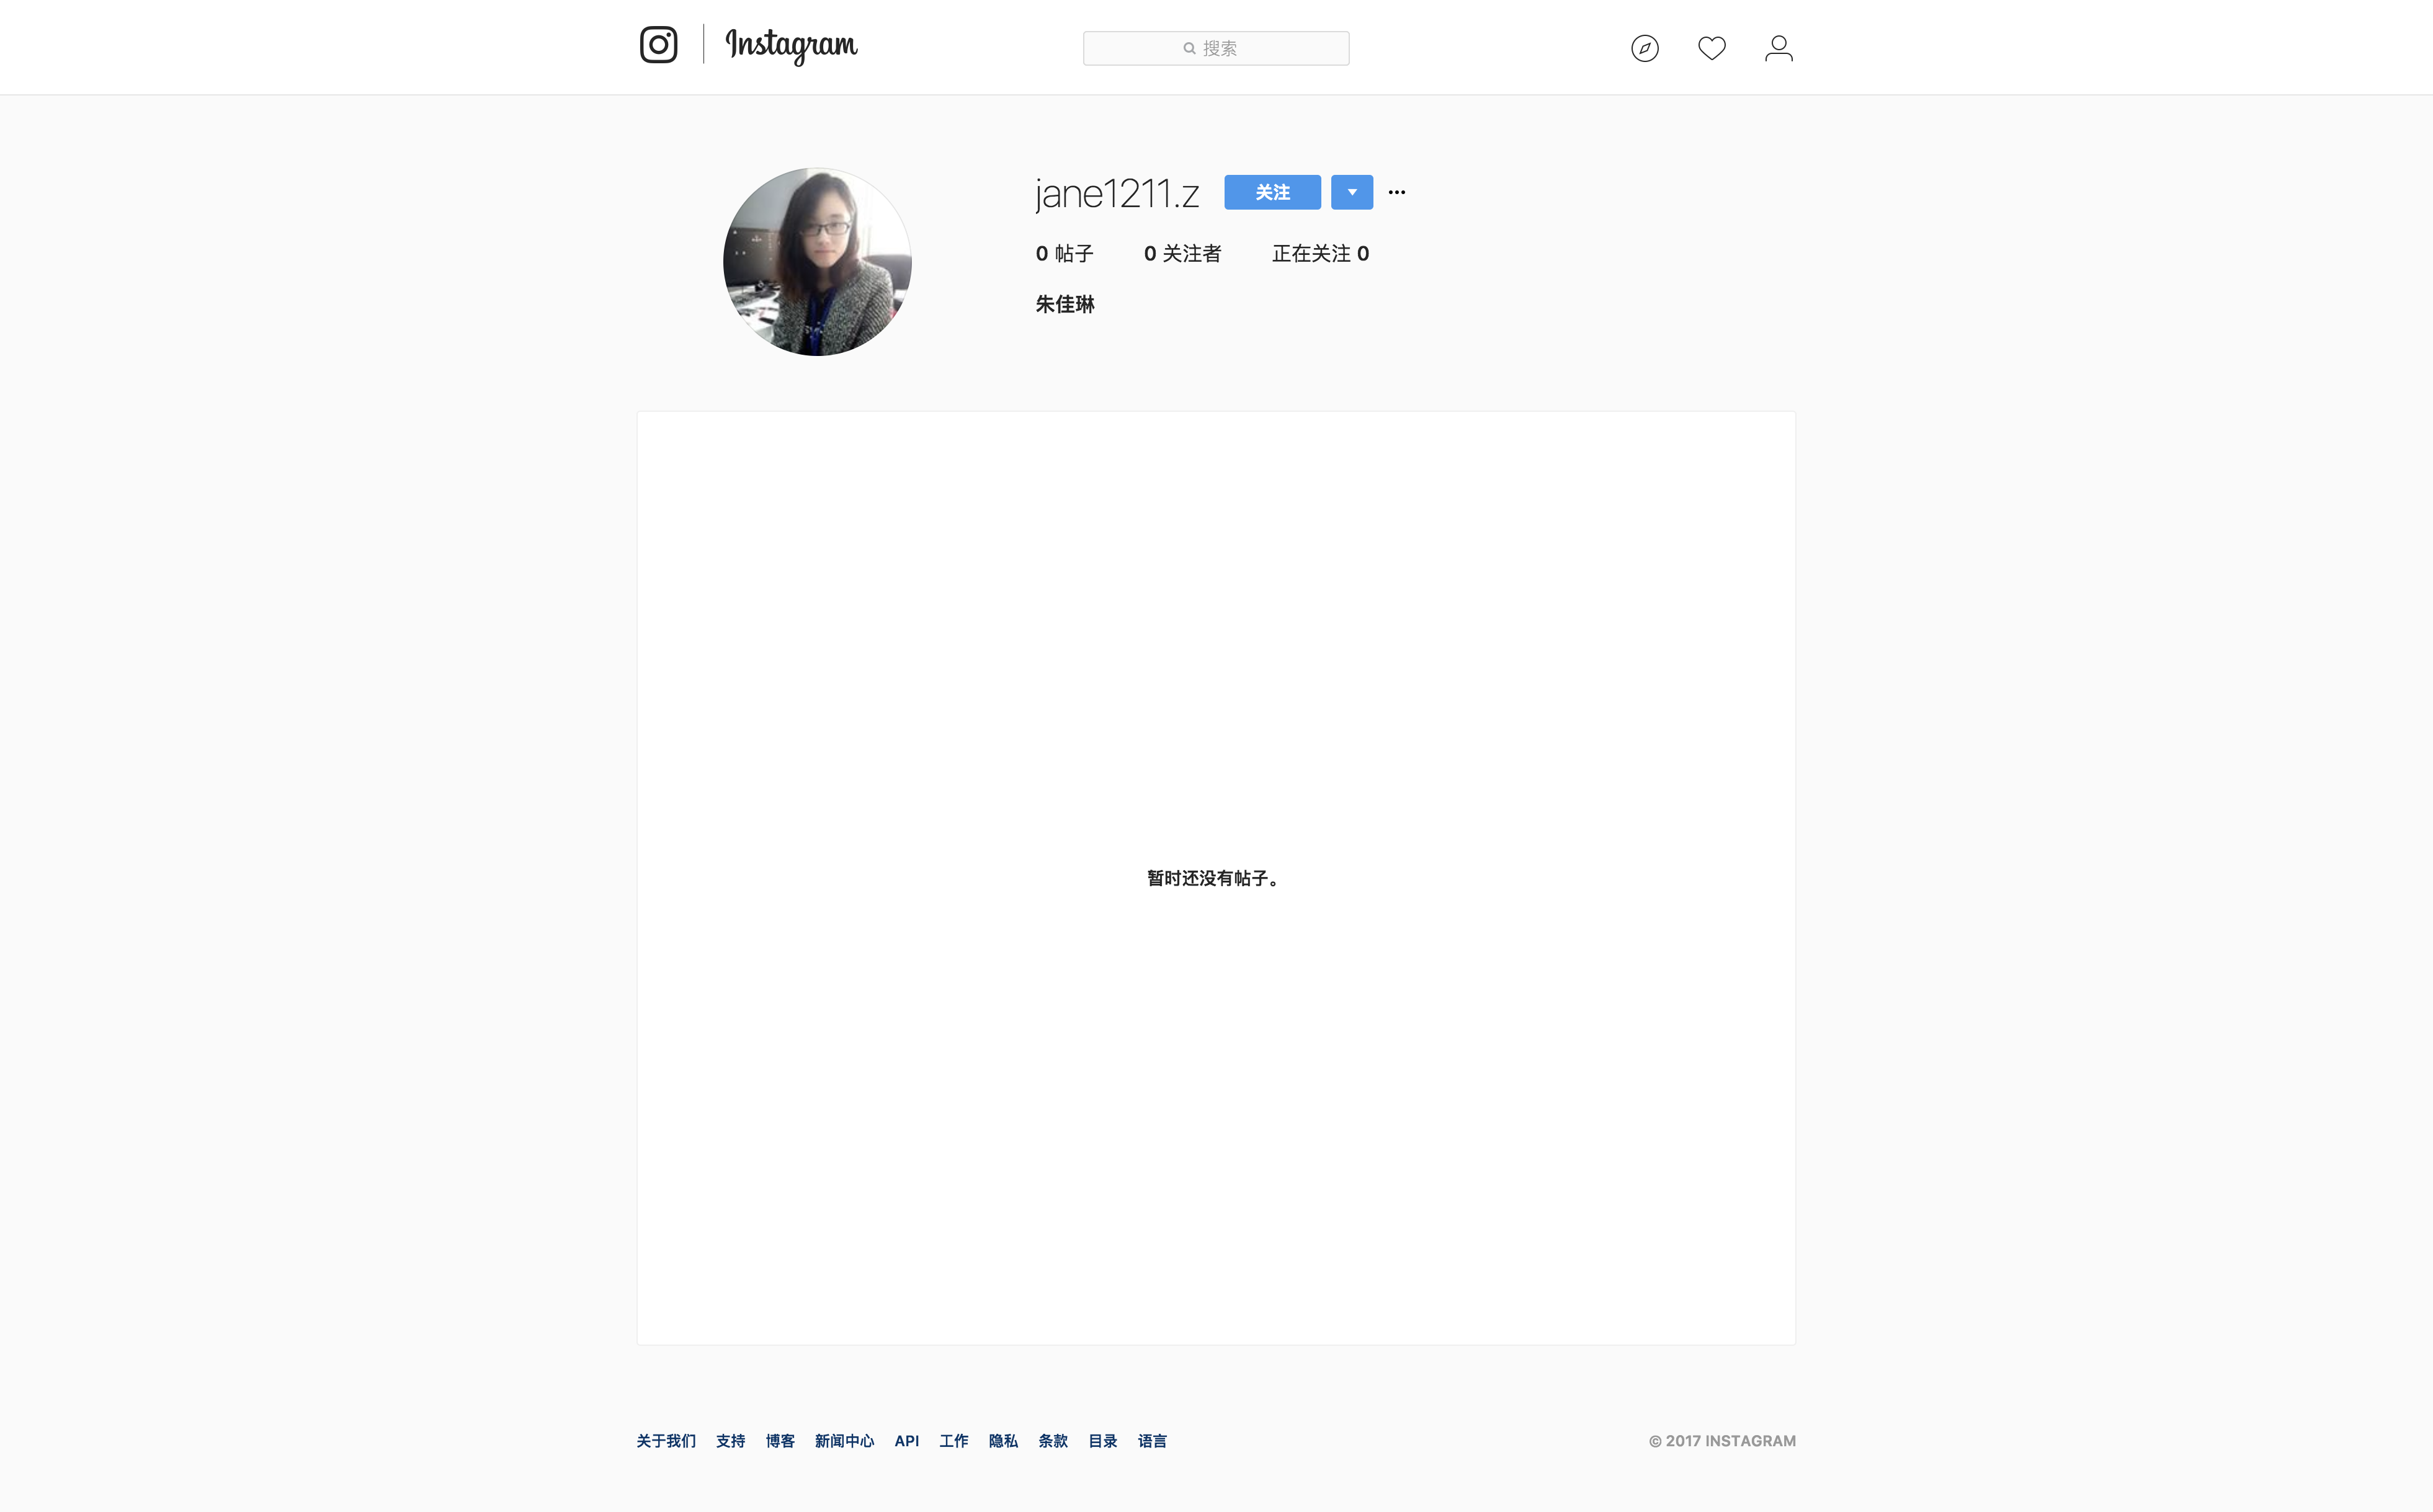 Instagram
搜索
jane1211.z 关注
0 帖子 0 关注者 正在关注 0
朱佳琳
暂时还没有帖子。
关于我们 支持 博客 新闻中心 API 工作 隐私 条款 目录 语言 © 2017 INSTAGRAM